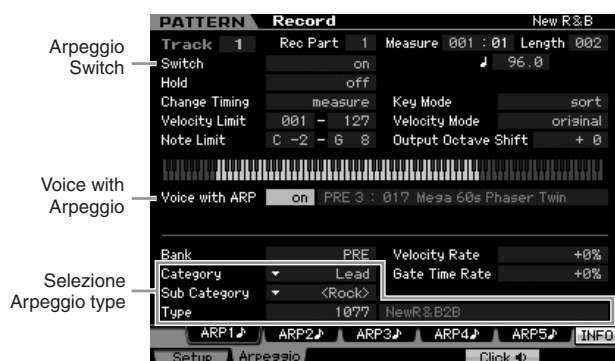 PATTERN Record New R&B
Track 1 Rec Part 1 Measure 001 : 01 Length 002
Arpeggio Switch
Switch on ♩ 96.0
Hold off
Change Timing measure Key Mode sort
Velocity Limit 001 – 127 Velocity Mode original
Note Limit C -2 – G 8 Output Octave Shift + 0
Voice with Arpeggio
Voice with ARP on PRE 3 : 017 Mega 60s Phaser Twin
Bank PRE Velocity Rate +0%
Selezione Arpeggio type
Category Lead Gate Time Rate +0%
Sub Category <Rock>
Type 1077 NewR&B2B
ARP1♪ ARP2♪ ARP3♪ ARP4♪ ARP5♪ INFO
Setup Arpeggio Click